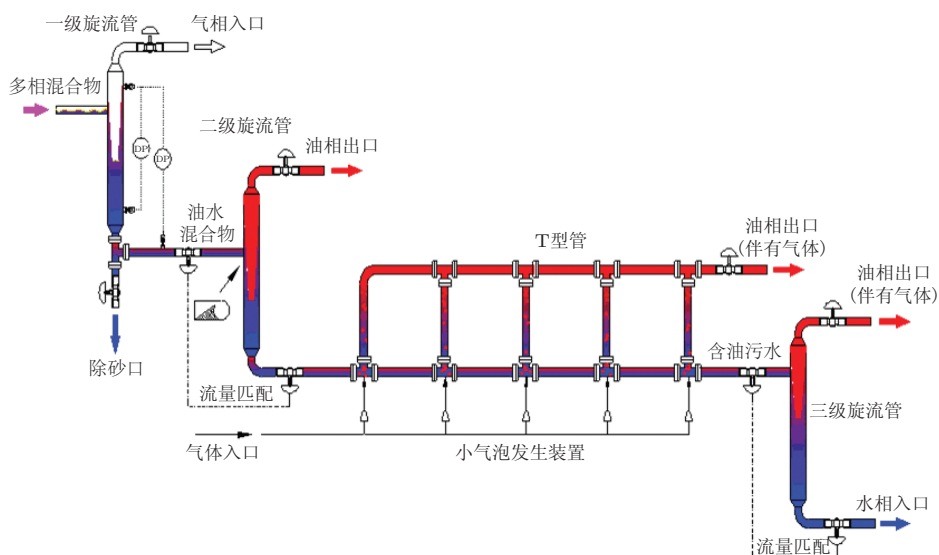 一级旋流管
气相入口
多相混合物
DP
DP
二级旋流管
油相出口
油水
混合物
T型管
油相出口
(伴有气体)
油相出口
(伴有气体)
除砂口
流量匹配
含油污水
三级旋流管
气体入口
小气泡发生装置
水相入口
流量匹配